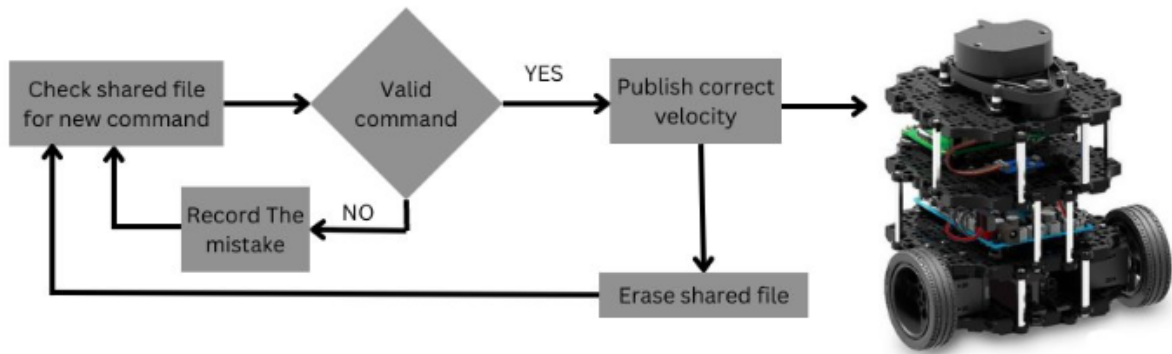 Check shared file
for new command
Valid
command
YES
Publish correct
velocity
NO
Record The
mistake
Erase shared file